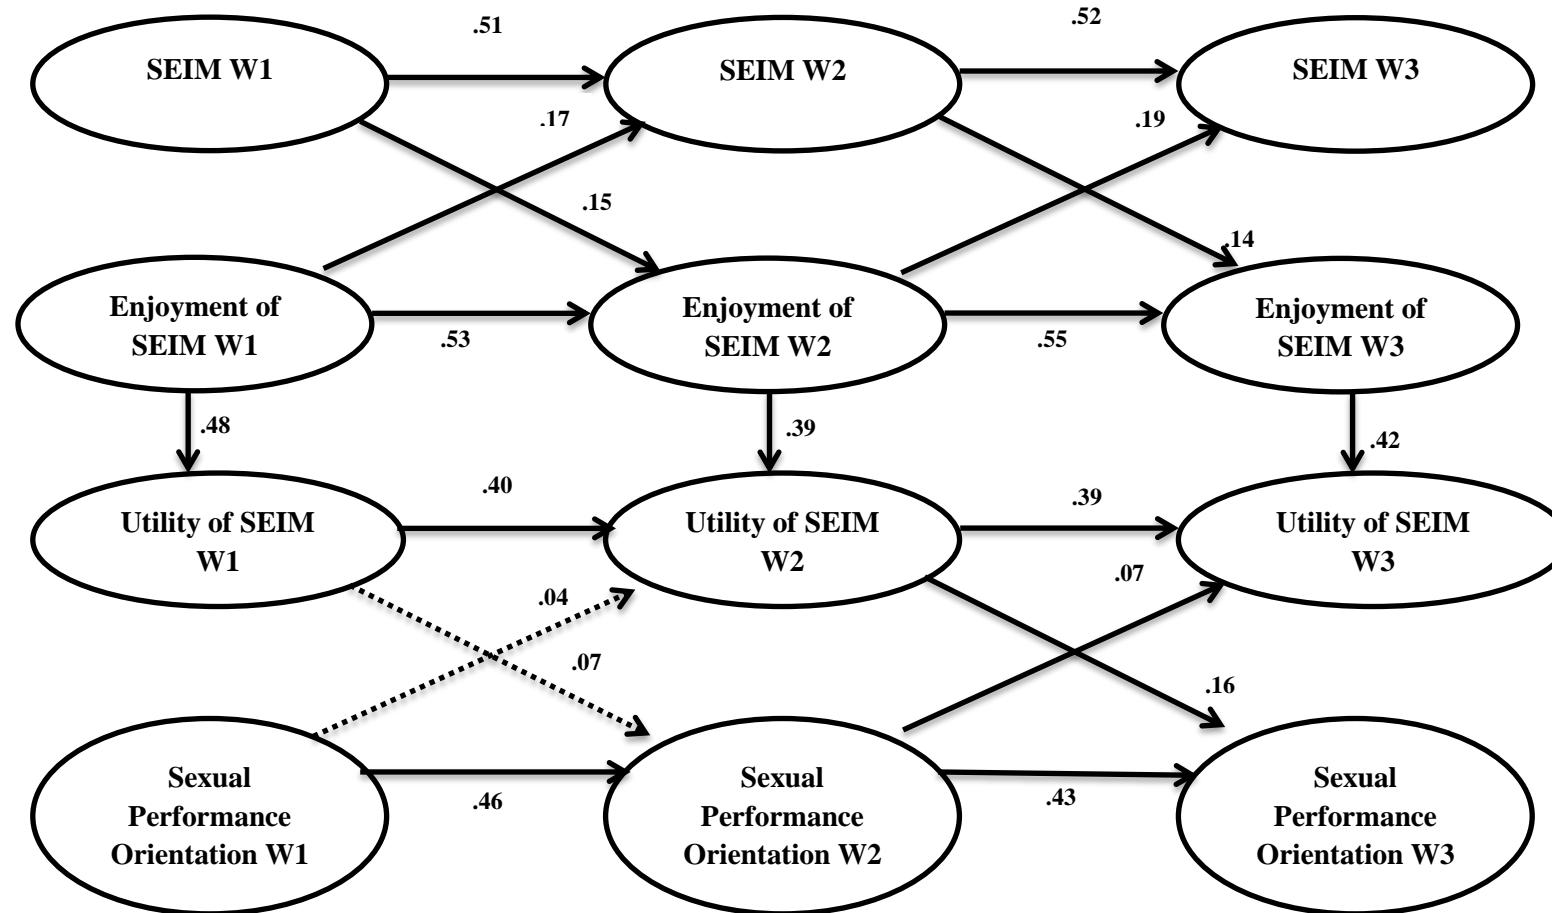 .51
.52
SEIM W1
SEIM W2
SEIM W3
.17
.19
.15
.14
Enjoyment of
SEIM W1
Enjoyment of
SEIM W2
Enjoyment of
SEIM W3
.53
.55
.48
.39
.42
.40
.39
Utility of SEIM
W1
Utility of SEIM
W2
Utility of SEIM
W3
.04
.07
.07
.16
Sexual
Performance
Orientation W1
Sexual
Performance
Orientation W2
Sexual
Performance
Orientation W3
.46
.43